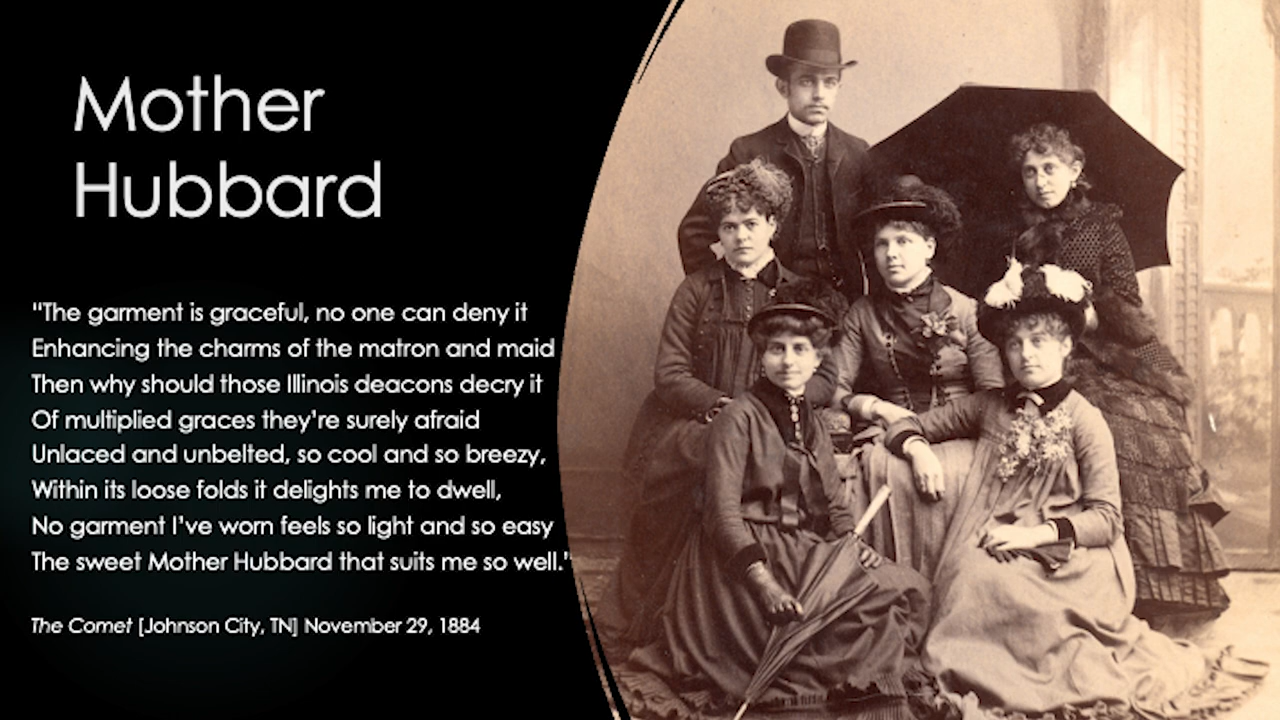 Mother
Hubbard
"The garment is graceful, no one can deny it
Enhancing the charms of the matron and maid
Then why should those Illinois deacons decry it
Of multiplied graces they're surely afraid
Unlaced and unbelted, so cool and so breezy,
Within its loose folds it delights me to dwell,
No garment I've worn feels so light and so easy
The sweet Mother Hubbard that suits me so well."
The Comet [Johnson City, TN] November 29, 1884